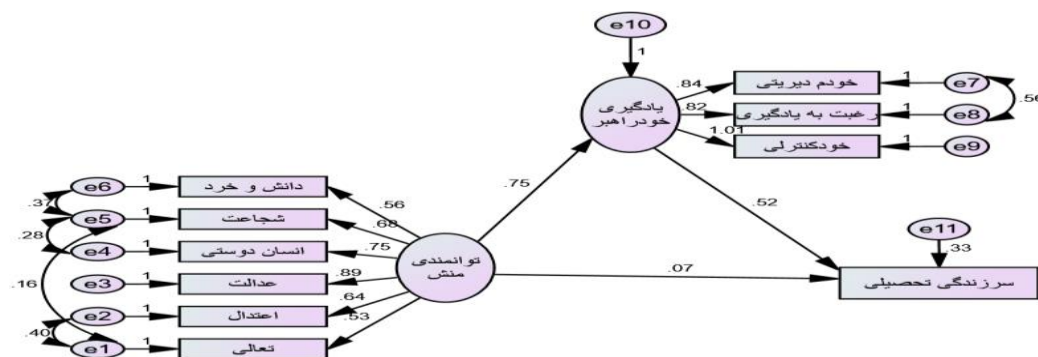 e10
1
.84
خودم دیریتی
1
e7
یادگیری
خودراهبر
.82
رغبت به یادگیری
1
e8
.56
1.01
خودکنترلی
1
e9
.75
.52
e6
1
دانش و خرد
.56
.37
e5
1
شجاعت
.68
.28
e4
1
انسان دوستی
.75
توانمندی
منش
e11
.33
.16
e3
1
عدالت
.89
.07
سرزندگی تحصیلی
e2
1
اعتدال
.64
.40
e1
1
تعالی
.53